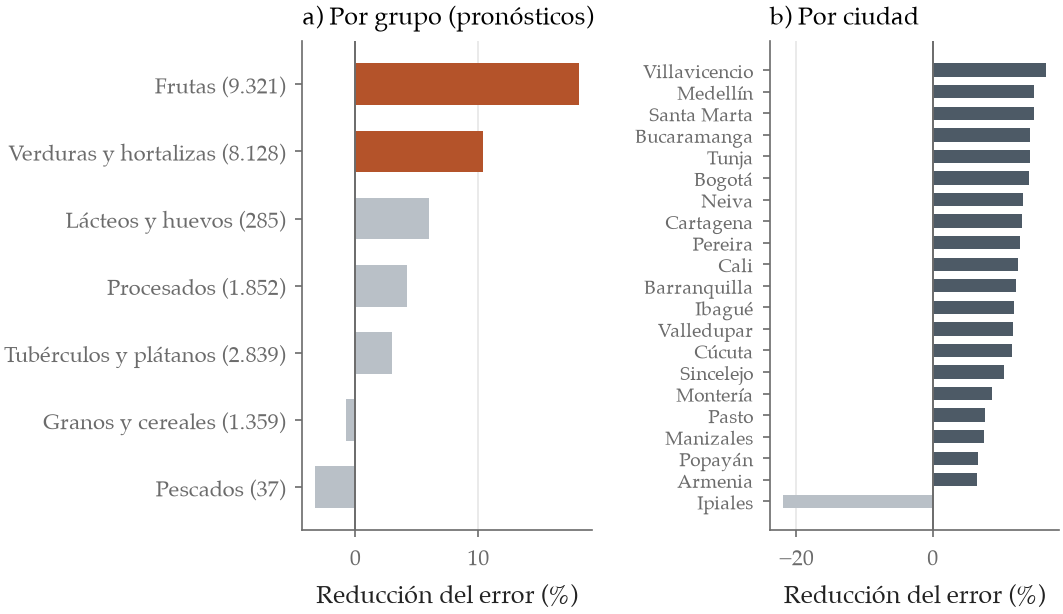 a) Por grupo (pronósticos)
Frutas (9.321)
Verduras y hortalizas (8.128)
Lácteos y huevos (285)
Procesados (1.852)
Tubérculos y plátanos (2.839)
Granos y cereales (1.359)
Pescados (37)
0
10
Reducción del error (%)
b) Por ciudad
Villavicencio
Medellín
Santa Marta
Bucaramanga
Tunja
Bogotá
Neiva
Cartagena
Pereira
Cali
Barranquilla
Ibagué
Valledupar
Cúcuta
Sincelejo
Montería
Pasto
Manizales
Popayán
Armenia
Ipiales
−20
0
Reducción del error (%)